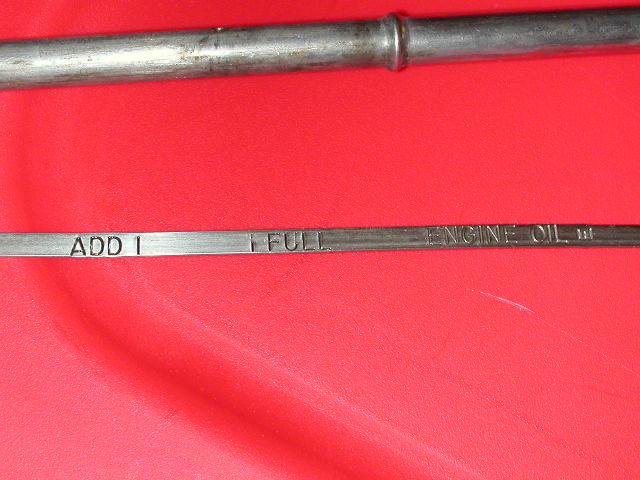 ADD | | FULL ENGINE OIL